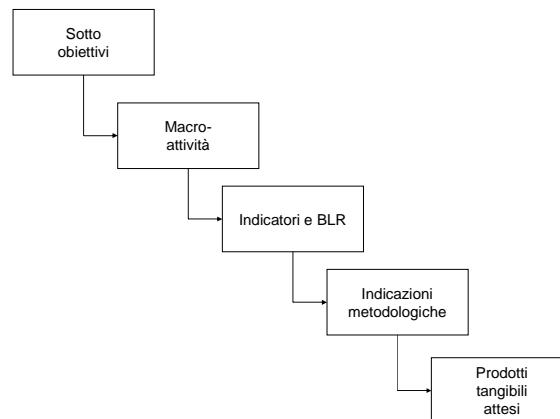 Sotto
obiettivi
Macro-
attività
Indicatori e BLR
Indicazioni
metodologiche
Prodotti
tangibili
attesi